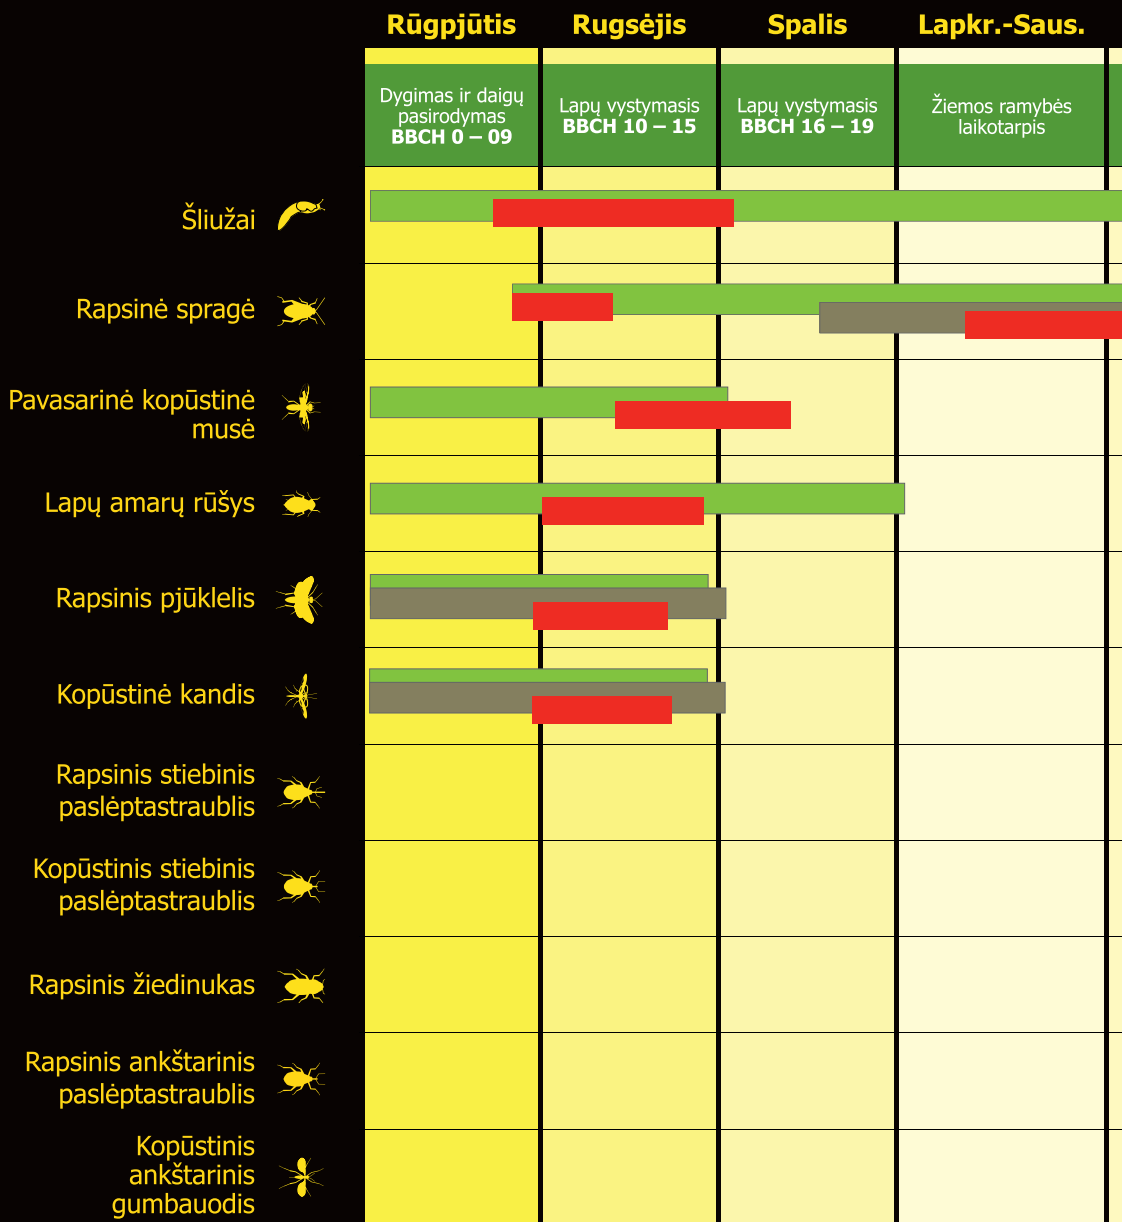 Rūgpjūtis
Rugsėjis
Spalis
Lapkr.-Saus.
Dygimas ir daigų
pasirodymas
BBCH 0 – 09
Lapų vystymasis
BBCH 10 – 15
Lapų vystymasis
BBCH 16 – 19
Žiemos ramybės
laikotarpis
Šliužai
Rapsinė spragė
Pavasarinė kopūstinė
musė
Lapų amarų rūšys
Rapsinis pjūklelis
Kopūstinė kandis
Rapsinis stiebinis
paslėptastraublis
Kopūstinis stiebinis
paslėptastraublis
Rapsinis žiedinukas
Rapsinis ankštarinis
paslėptastraublis
Kopūstinis
ankštarinis
gumbauodis